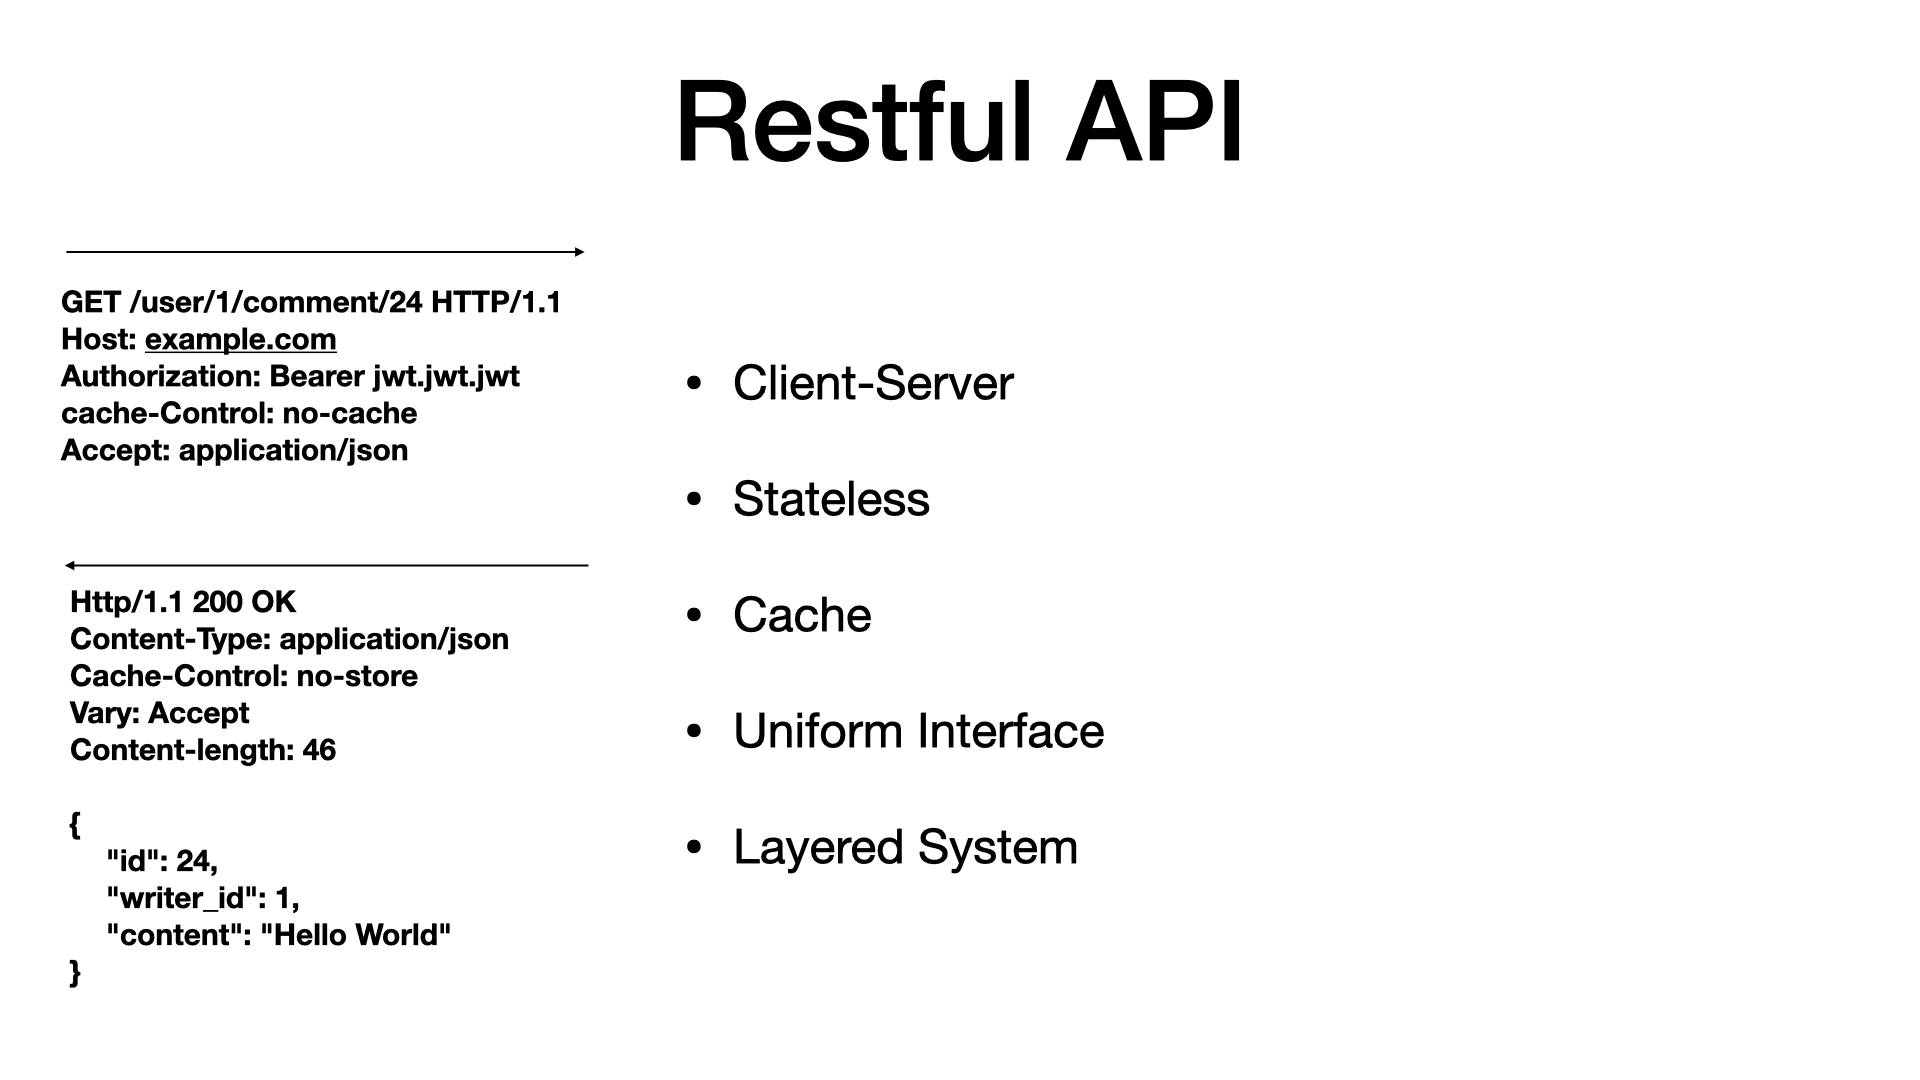 Restful API
GET /user/1/comment/24 HTTP/1.1
Host: example.com
Authorization: Bearer jwt.jwt.jwt
cache-Control: no-cache
Accept: application/json
Http/1.1 200 OK
Content-Type: application/json
Cache-Control: no-store
Vary: Accept
Content-length: 46
{
"id": 24,
"writer_id": 1,
"content": "Hello World"
}
• Client-Server
• Stateless
• Cache
• Uniform Interface
• Layered System